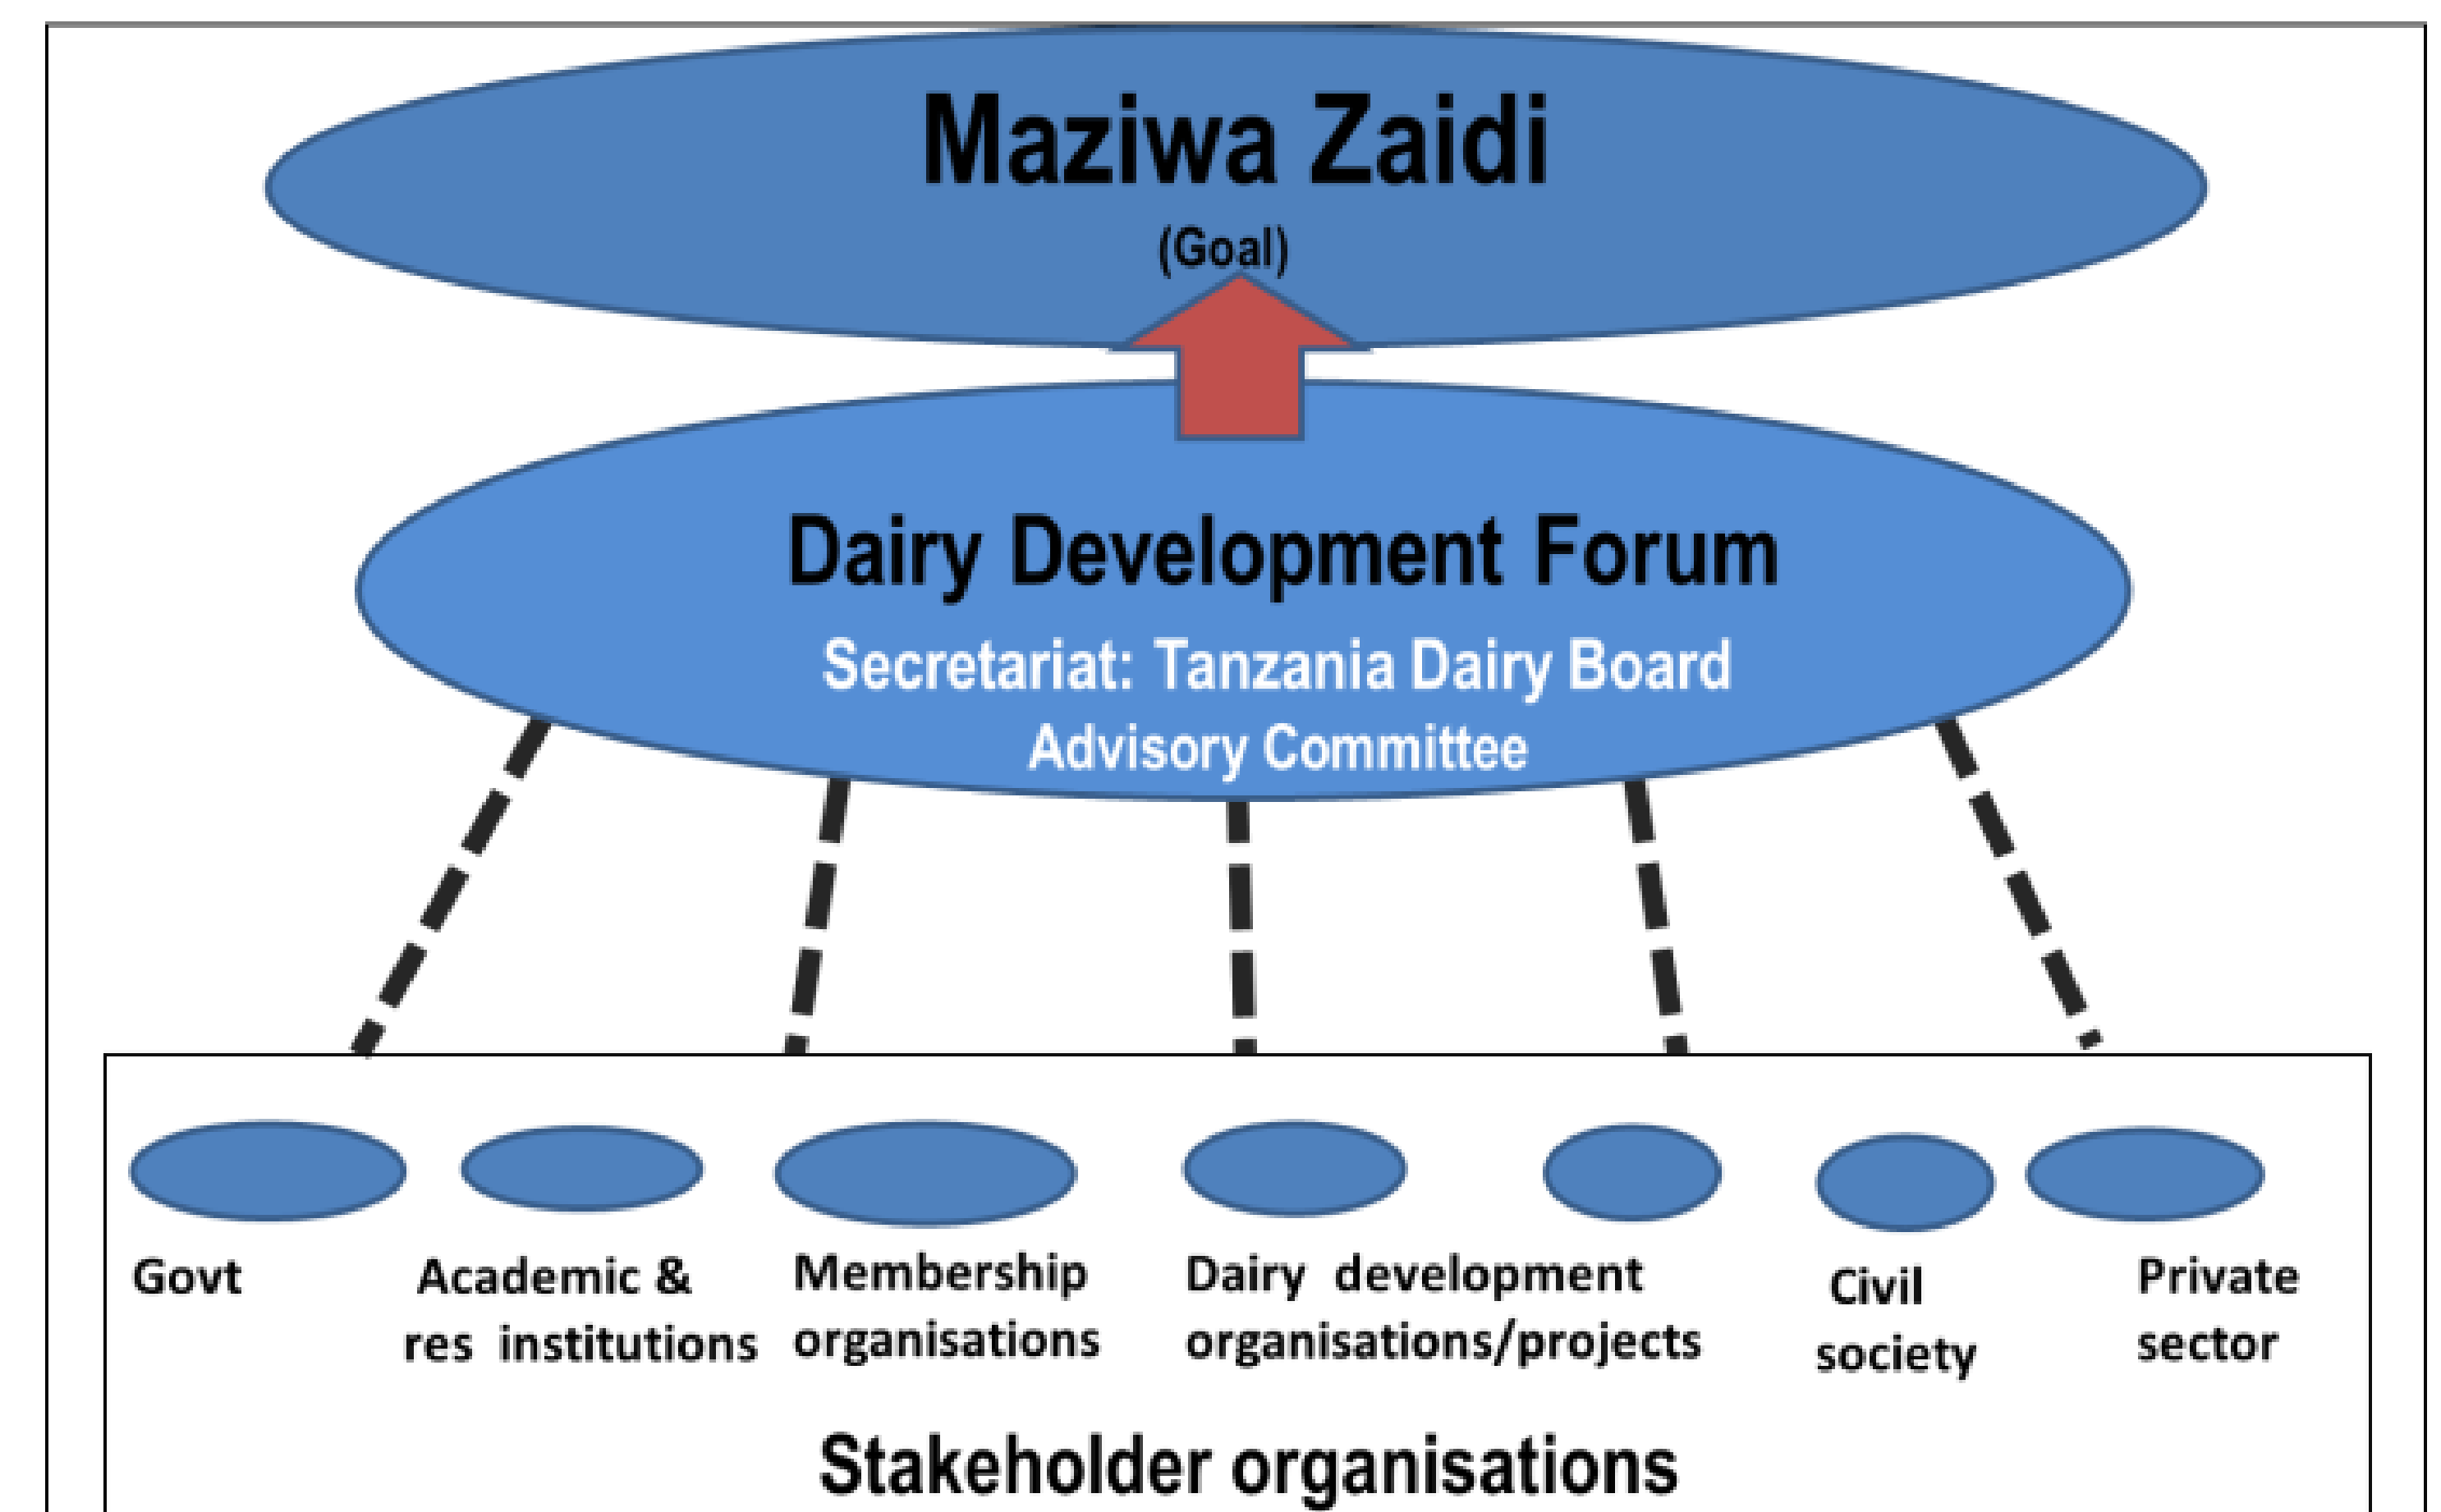 Maziwa Zaidi
(Goal)
Dairy Development Forum
Secretariat: Tanzania Dairy Board
Advisory Committee
Govt
Academic &
res institutions
Membership
organisations
Dairy development
organisations/projects
Civil
society
Private
sector
Stakeholder organisations